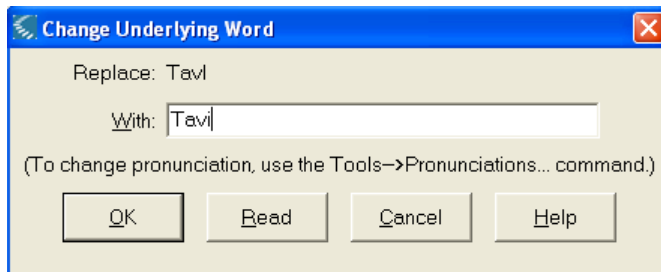 Change Underlying Word
Replace: Tavl
With: Tavi
(To change pronunciation, use the Tools-->Pronunciations... command.)
OK Read Cancel Help